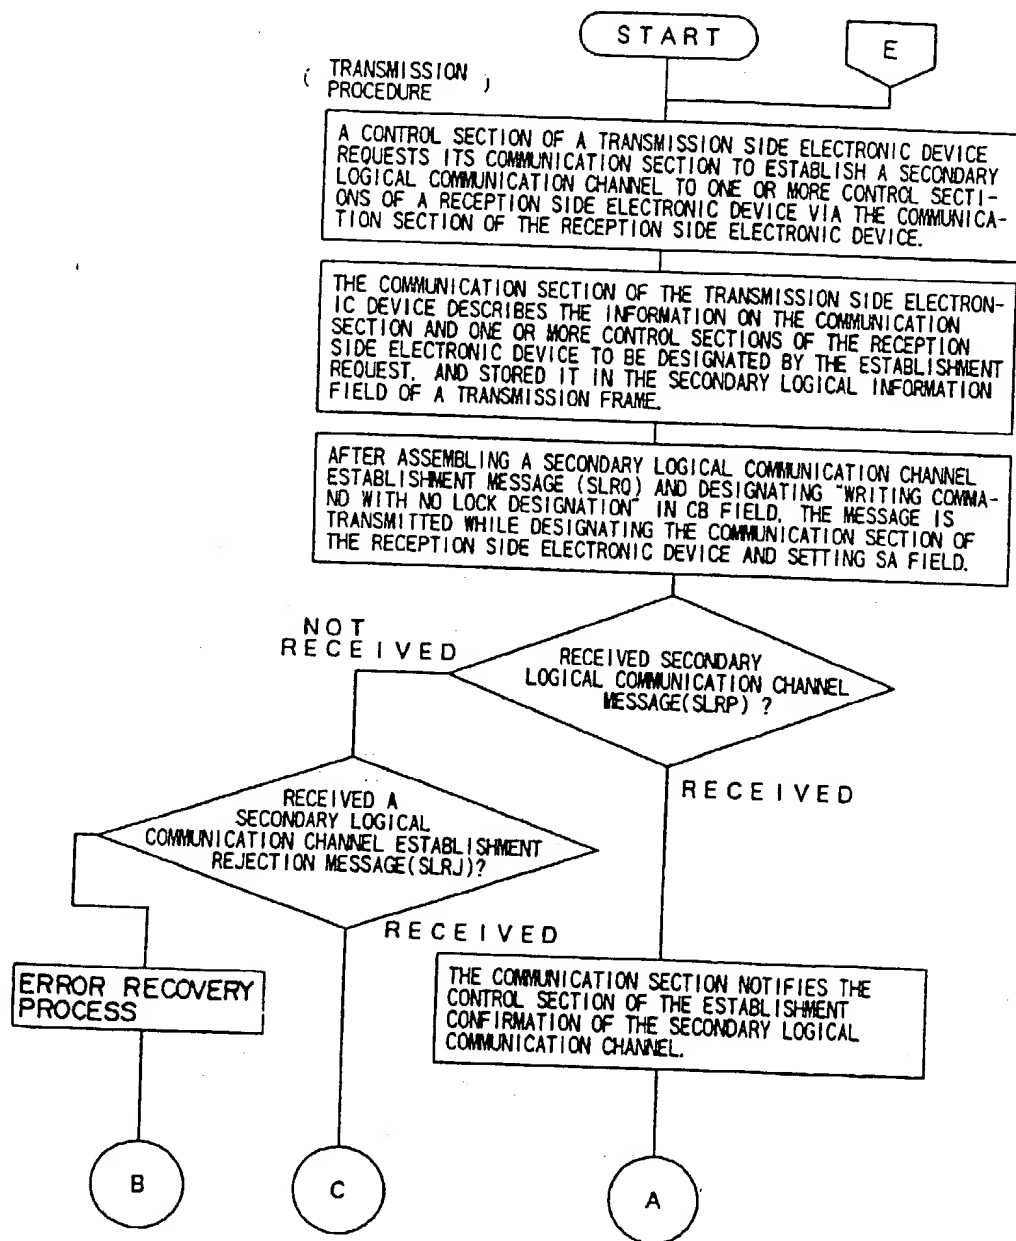 START
E
( TRANSMISSION )
PROCEDURE
A CONTROL SECTION OF A TRANSMISSION SIDE ELECTRONIC DEVICE
REQUESTS ITS COMMUNICATION SECTION TO ESTABLISH A SECONDARY
LOGICAL COMMUNICATION CHANNEL TO ONE OR MORE CONTROL SECTI-
ONS OF A RECEPTION SIDE ELECTRONIC DEVICE VIA THE COMMUNICA-
TION SECTION OF THE RECEPTION SIDE ELECTRONIC DEVICE.
THE COMMUNICATION SECTION OF THE TRANSMISSION SIDE ELECTRON-
IC DEVICE DESCRIBES THE INFORMATION ON THE COMMUNICATION
SECTION AND ONE OR MORE CONTROL SECTIONS OF THE RECEPTION
SIDE ELECTRONIC DEVICE TO BE DESIGNATED BY THE ESTABLISHMENT
REQUEST, AND STORED IT IN THE SECONDARY LOGICAL INFORMATION
FIELD OF A TRANSMISSION FRAME.
AFTER ASSEMBLING A SECONDARY LOGICAL COMMUNICATION CHANNEL
ESTABLISHMENT MESSAGE (SLRQ) AND DESIGNATING "WRITING COMMA-
ND WITH NO LOCK DESIGNATION" IN CB FIELD, THE MESSAGE IS
TRANSMITTED WHILE DESIGNATING THE COMMUNICATION SECTION OF
THE RECEPTION SIDE ELECTRONIC DEVICE AND SETTING SA FIELD.
NOT
RECEIVED
RECEIVED SECONDARY
LOGICAL COMMUNICATION CHANNEL
MESSAGE(SLRP) ?
RECEIVED
RECEIVED A
SECONDARY LOGICAL
COMMUNICATION CHANNEL ESTABLISHMENT
REJECTION MESSAGE(SLRJ)?
RECEIVED
ERROR RECOVERY
PROCESS
THE COMMUNICATION SECTION NOTIFIES THE
CONTROL SECTION OF THE ESTABLISHMENT
CONFIRMATION OF THE SECONDARY LOGICAL
COMMUNICATION CHANNEL.
B
C
A